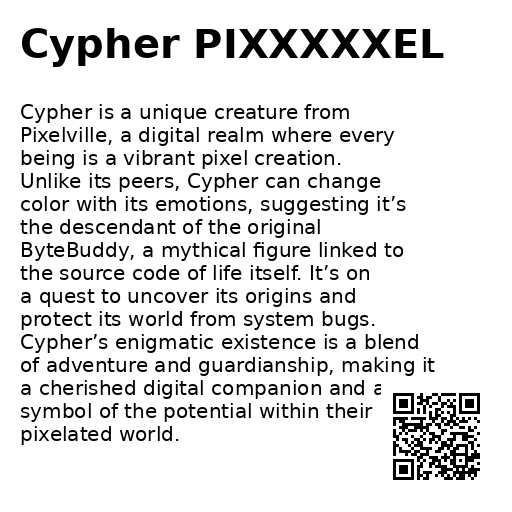 Cypher PIXXXXXEL
Cypher is a unique creature from
Pixelville, a digital realm where every
being is a vibrant pixel creation.
Unlike its peers, Cypher can change
color with its emotions, suggesting it’s
the descendant of the original
ByteBuddy, a mythical figure linked to
the source code of life itself. It’s on
a quest to uncover its origins and
protect its world from system bugs.
Cypher’s enigmatic existence is a blend
of adventure and guardianship, making it
a cherished digital companion and a
symbol of the potential within their
pixelated world.